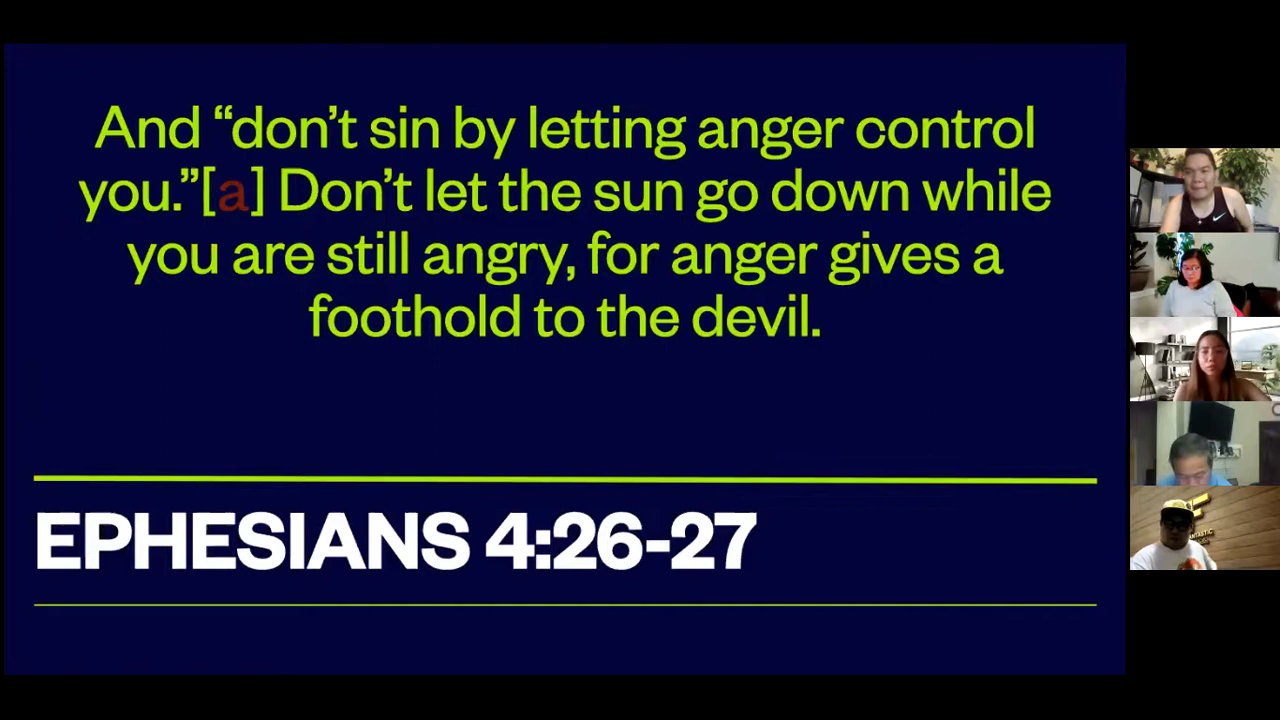 And “don’t sin by letting anger control
you.”[a] Don’t let the sun go down while
you are still angry, for anger gives a
foothold to the devil.
EPHESIANS 4:26-27